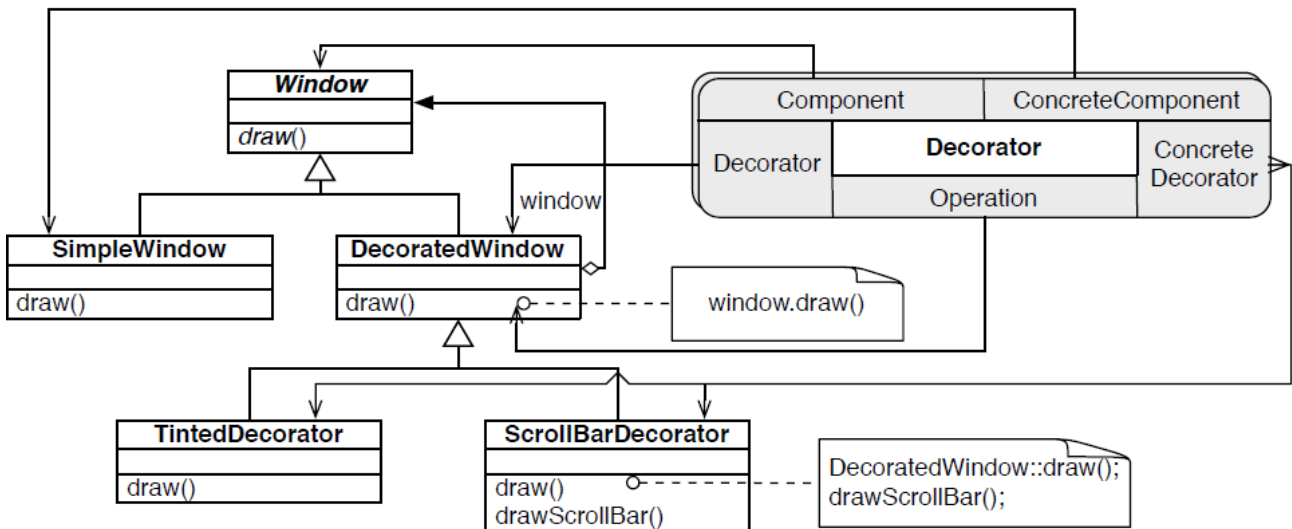 Window
draw()
Component
ConcreteComponent
Decorator
Decorator
Concrete
Decorator
Operation
window
SimpleWindow
draw()
DecoratedWindow
draw()
window.draw()
TintedDecorator
draw()
ScrollBarDecorator
draw()
drawScrollBar()
DecoratedWindow::draw();
drawScrollBar();